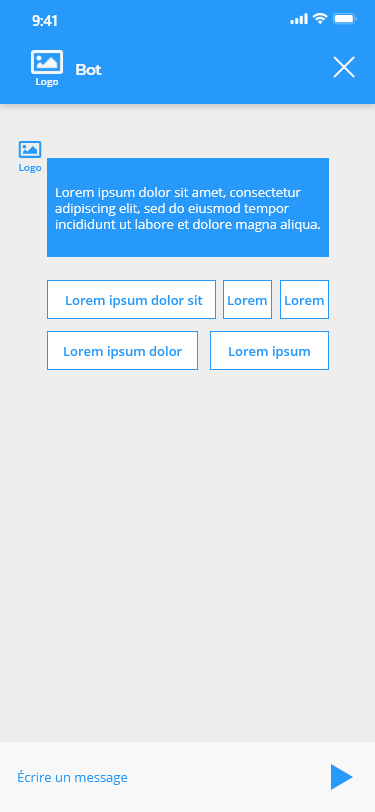 9:41
Logo
Bot
Logo
Lorem ipsum dolor sit amet, consectetur
adipiscing elit, sed do eiusmod tempor
incididunt ut labore et dolore magna aliqua.
Lorem ipsum dolor sit
Lorem
Lorem
Lorem ipsum dolor
Lorem ipsum
Écrire un message